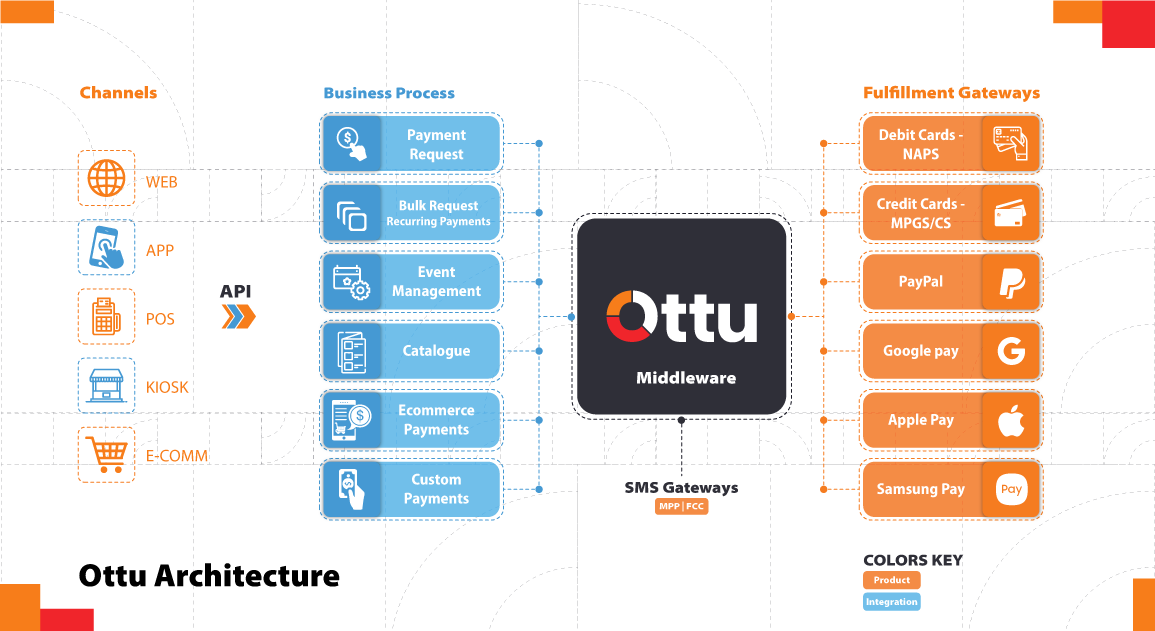 Channels
WEB
APP
POS
KIOSK
E-COMM
API
Business Process
Payment
Request
Bulk Request
Recurring Payments
Event
Management
Catalogue
Ecommerce
Payments
Custom
Payments
Ottu
Middleware
SMS Gateways
MPP | FCC
Fulfillment Gateways
Debit Cards -
NAPS
Credit Cards -
MPGS/CS
PayPal
Google pay
Apple Pay
Samsung Pay
Pay
Ottu Architecture
COLORS KEY
Product
Integration